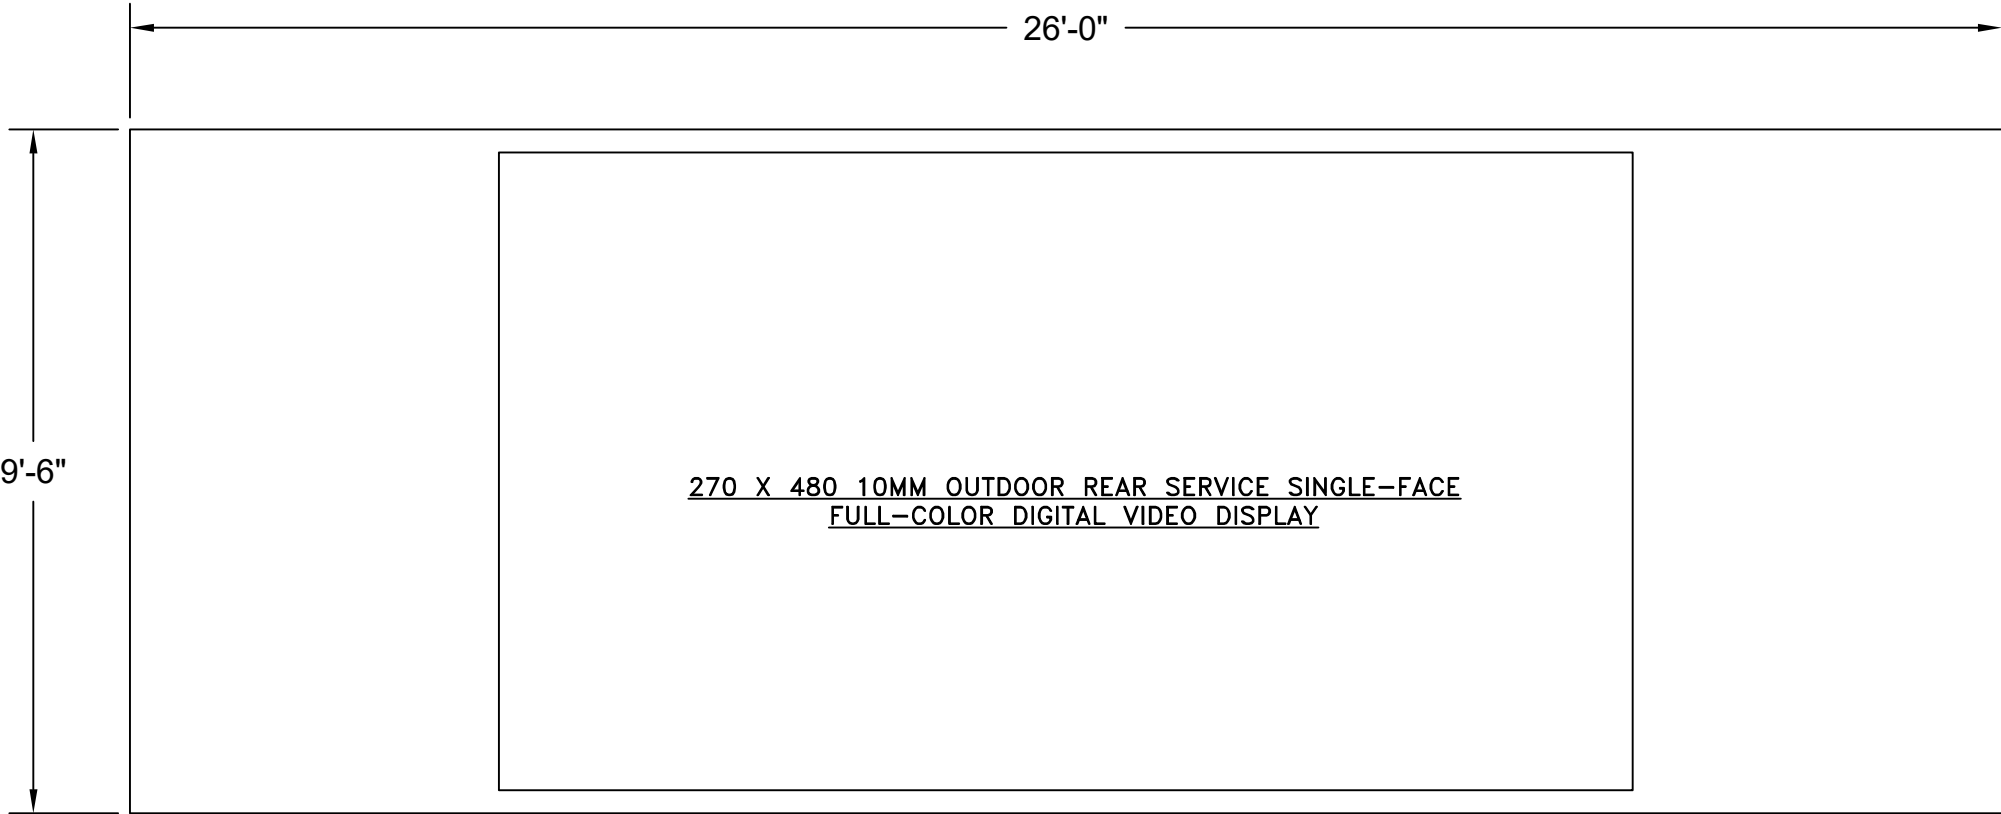 26'-0"
9'-6"
270 X 480 10MM OUTDOOR REAR SERVICE SINGLE-FACE
FULL-COLOR DIGITAL VIDEO DISPLAY